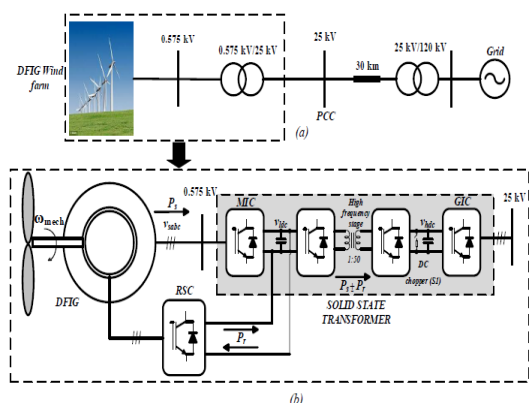 DFIG Wind
farm
0.575 kV
0.575 kV/25 kV
25 kV
PCC
30 km
25 kV/120 kV
Grid
(a)
ωmech
DFIG
Ps
vsabc
0.575 kV
MIC
vldc
High
frequency
stage
1:50
Ps ± Pr
vhdc
DC
chopper (S1)
GIC
25 kV
SOLID STATE
TRANSFORMER
RSC
Pr
(b)